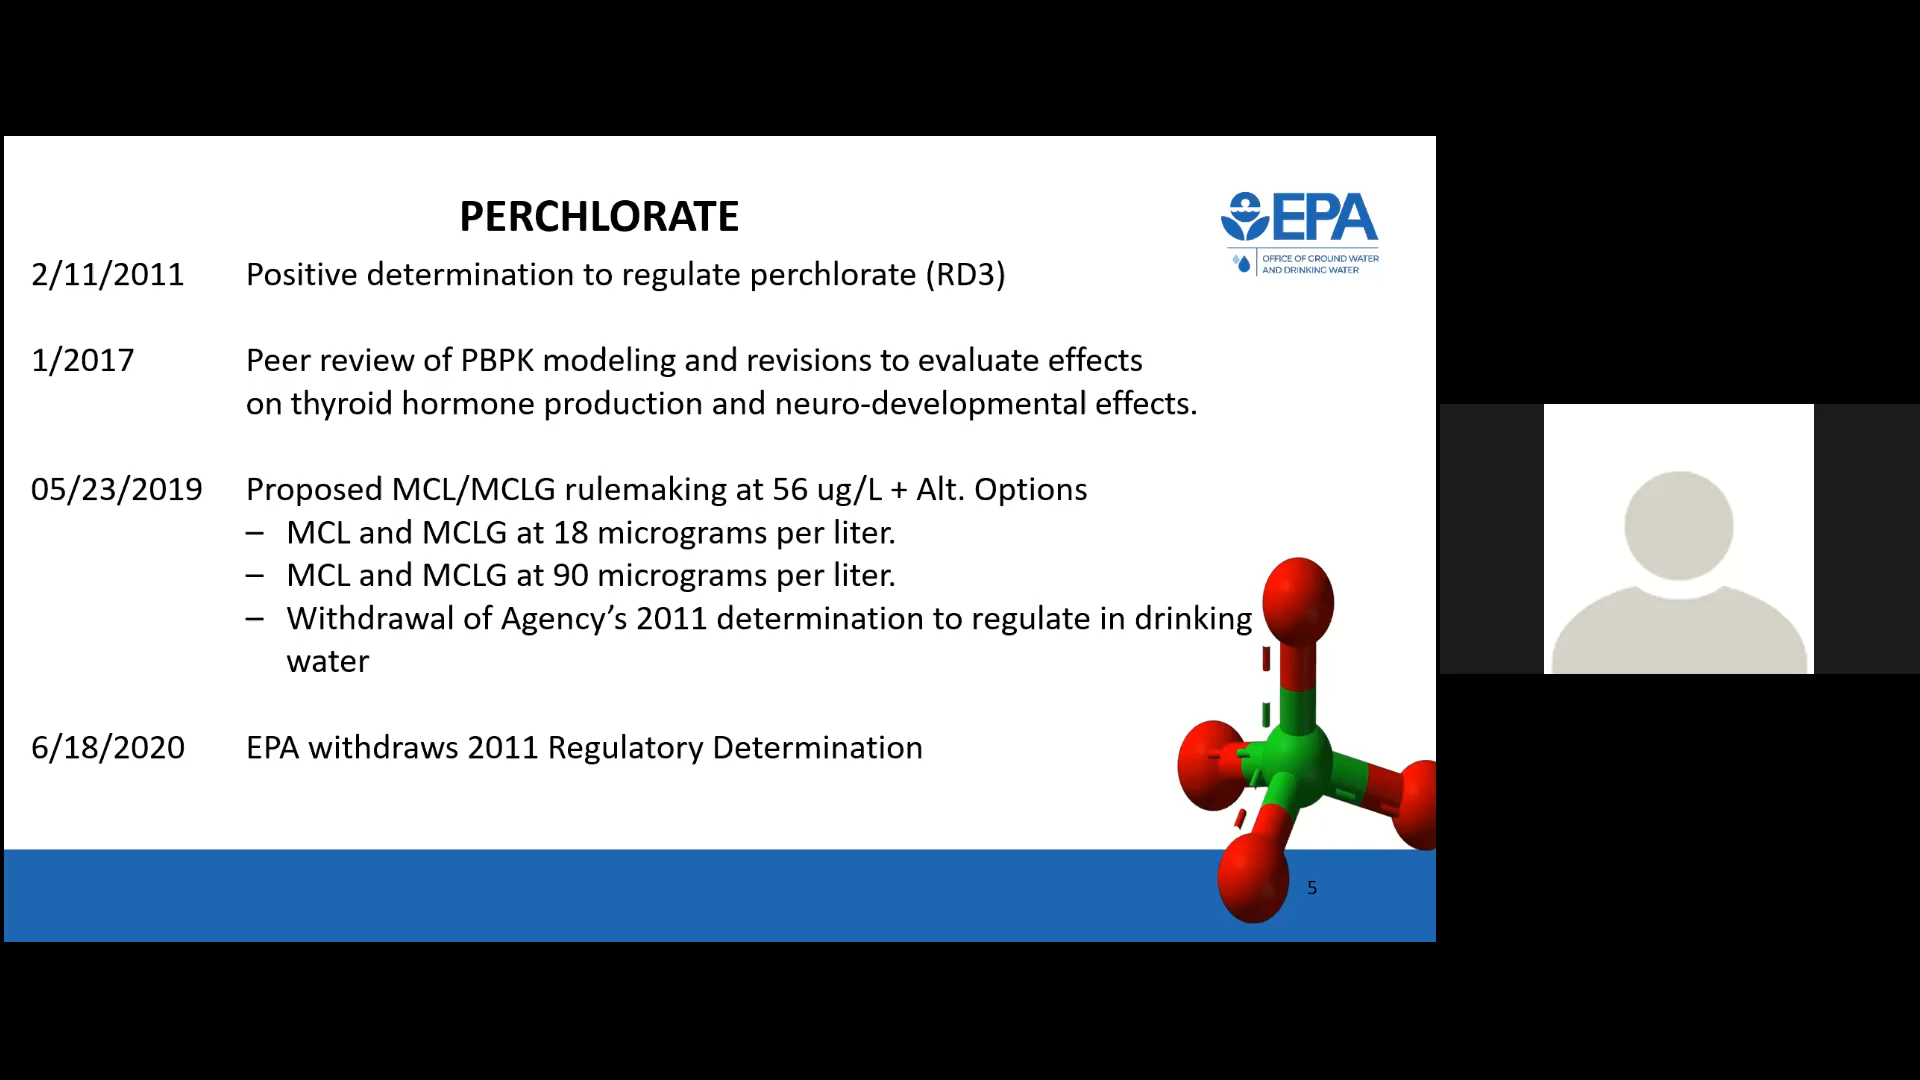 PERCHLORATE
EPA
OFFICE OF GROUND WATER
AND DRINKING WATER
2/11/2011 Positive determination to regulate perchlorate (RD3)
1/2017 Peer review of PBPK modeling and revisions to evaluate effects
on thyroid hormone production and neuro-developmental effects.
05/23/2019 Proposed MCL/MCLG rulemaking at 56 ug/L + Alt. Options
– MCL and MCLG at 18 micrograms per liter.
– MCL and MCLG at 90 micrograms per liter.
– Withdrawal of Agency’s 2011 determination to regulate in drinking
water
6/18/2020 EPA withdraws 2011 Regulatory Determination
5